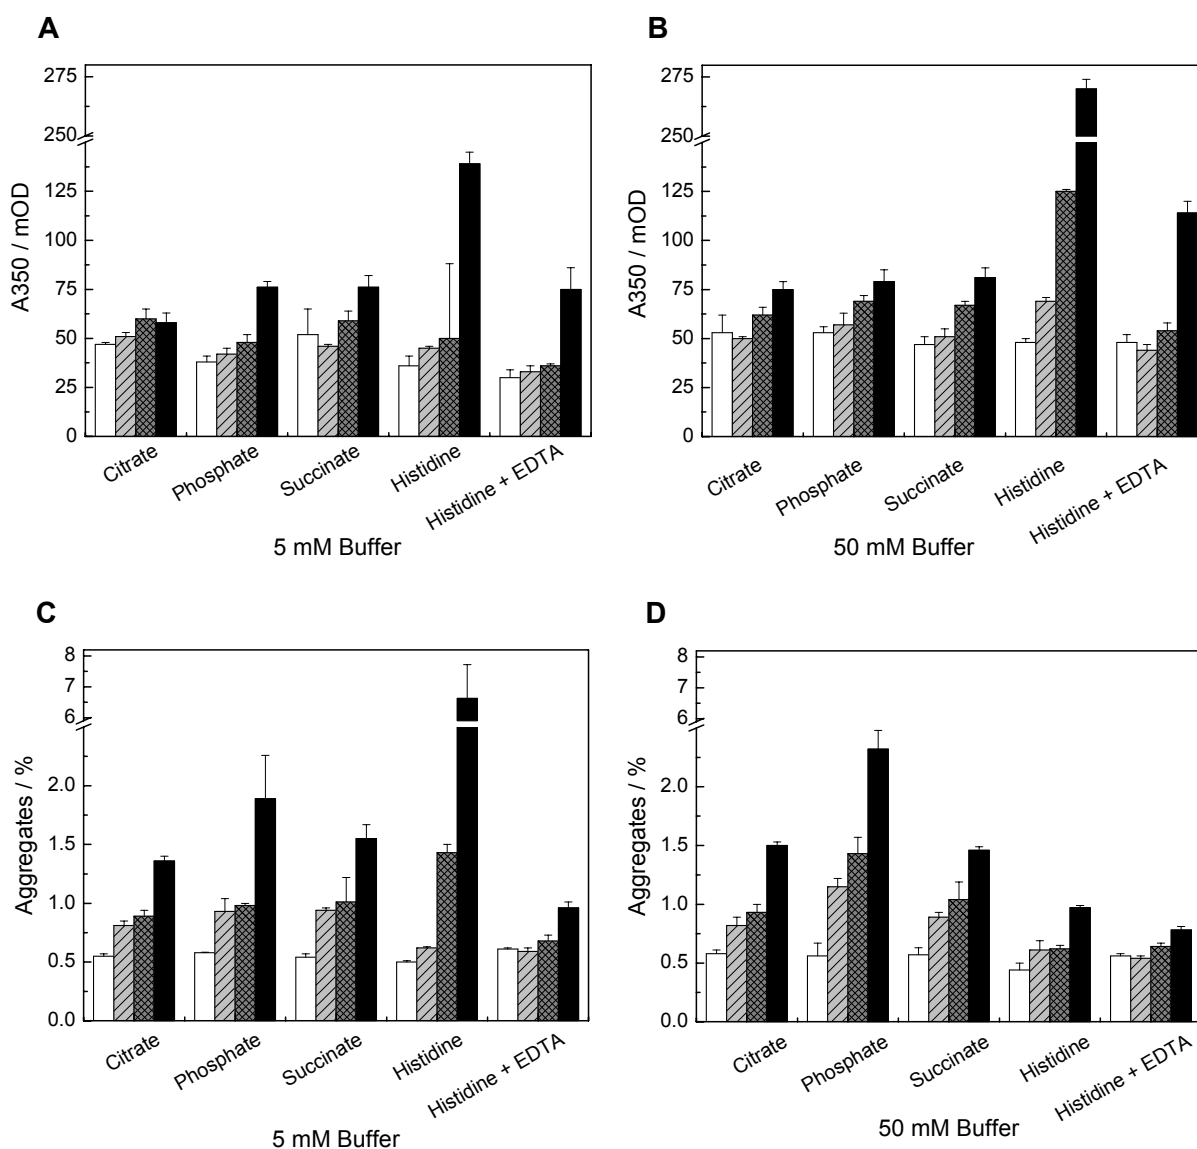 A
275
250
125
100
75
50
25
0
A350 / mOD
Citrate
Phosphate
Succinate
Histidine
Histidine + EDTA
5 mM Buffer
B
275
250
125
100
75
50
25
0
A350 / mOD
Citrate
Phosphate
Succinate
Histidine
Histidine + EDTA
50 mM Buffer
C
8
7
6
2.0
1.5
1.0
0.5
0.0
Aggregates / %
Citrate
Phosphate
Succinate
Histidine
Histidine + EDTA
5 mM Buffer
D
8
7
6
2.0
1.5
1.0
0.5
0.0
Aggregates / %
Citrate
Phosphate
Succinate
Histidine
Histidine + EDTA
50 mM Buffer